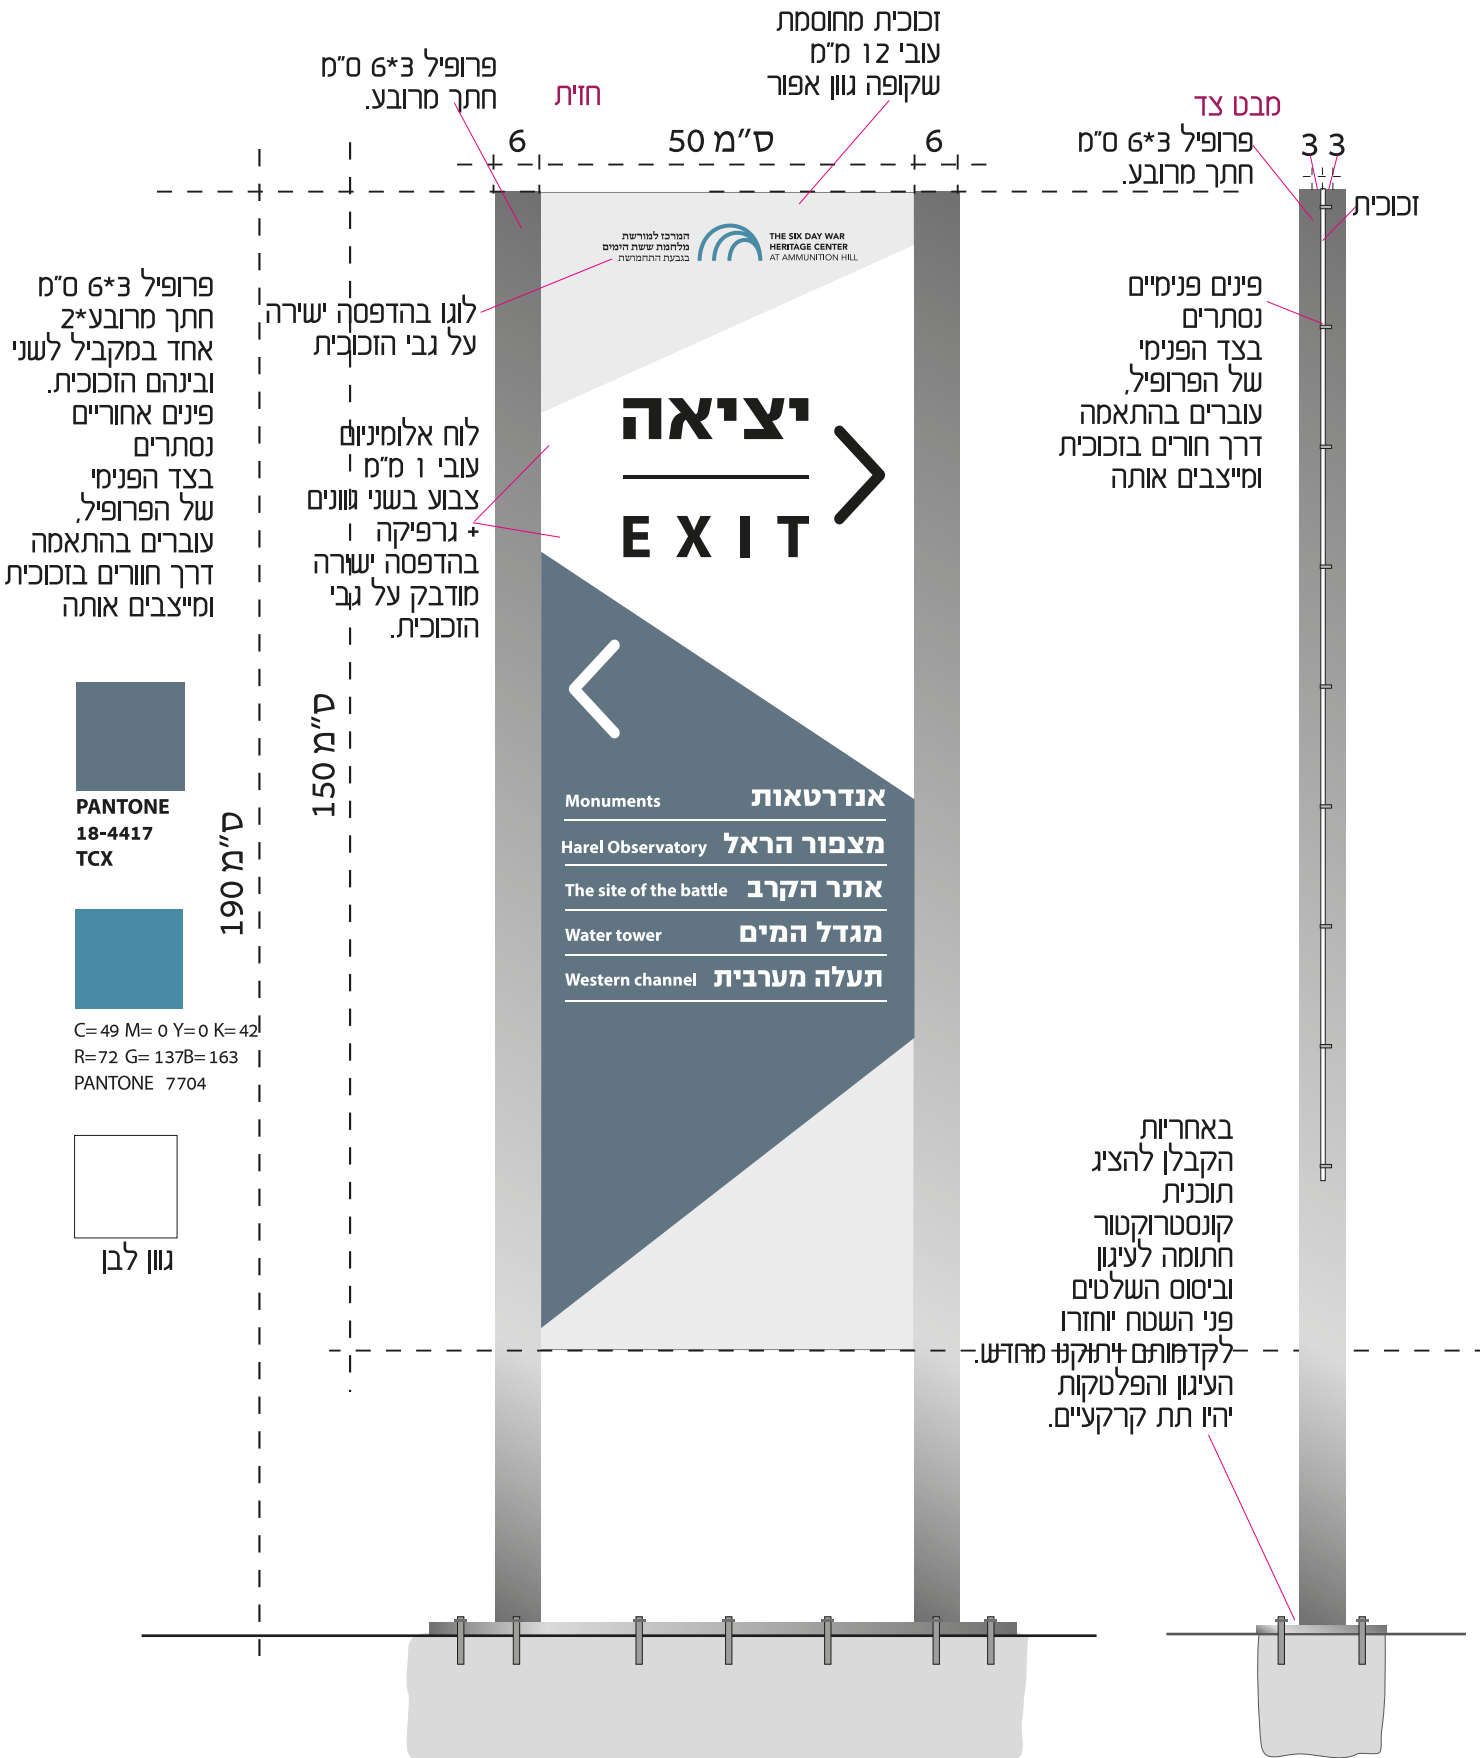 זכוכית מחוסמת
עובי 12 מ"מ
שקופה גוון אפור
פרופיל 3*6 ס"מ
חתך מרובע.
חזית
מבט צד
פרופיל 3*6 ס"מ
חתך מרובע.
6
50 ס"מ
6
3 3
זכוכית
המרכז למורשת
מלחמת ששת הימים
בגבעת התחמושת
THE SIX DAY WAR
HERITAGE CENTER
AT AMMUNITION HILL
פרופיל 3*6 ס"מ
חתך מרובע*2
אחד במקביל לשני
ובינהם הזכוכית.
פינים אחוריים
נסתרים
בצד הפנימי
של הפרופיל,
עוברים בהתאמה
דרך חוורים בזכוכית
ומייצבים אותה
לוגו בהדפסה ישירה
על גבי הזכוכית
לוח אלומיניום
עובי 1 מ"מ
צבוע בשני גוונים
+ גרפיקה
בהדפסה ישירה
מודבק על גבי
הזכוכית.
פינים פנימיים
נסתרים
בצד הפנימי
של הפרופיל,
עוברים בהתאמה
דרך חורים בזכוכית
ומייצבים אותה
יציאה
EXIT
150 ס"מ
190 ס"מ
PANTONE
18-4417
TCX
C=49 M=0 Y=0 K=42
R=72 G=137B=163
PANTONE 7704
גוון לבן
Monuments אנדרטאות
Harel Observatory מצפור הראל
The site of the battle אתר הקרב
Water tower מגדל המים
Western channel תעלה מערבית
באחריות
הקבלן להציג
תוכנית
קונסטרוקטור
חתומה לעיגון
וביסוס השלטים
פני השטח יוחזרו
לקדמותם ויתוקנו מחדש.
העיגון והפלטקות
יהיו תת קרקעיים.